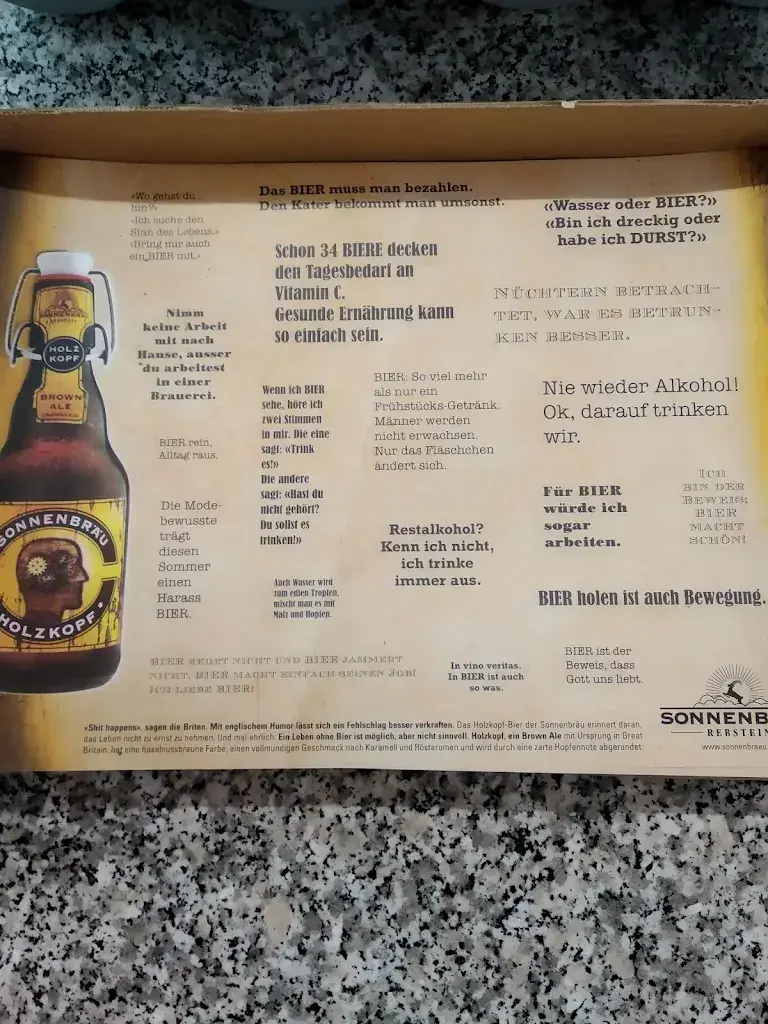 «Wo gehst du
hin?»
«Ich suche den
Sinn des Lebens.»
«Bring mir auch
ein BIER mit.»
Das BIER muss man bezahlen.
Den Kater bekommt man umsonst.
«Wasser oder BIER?»
«Bin ich dreckig oder
habe ich DURST?»
Schon 34 BIERE decken
den Tagesbedarf an
Vitamin C.
Gesunde Ernährung kann
so einfach sein.
NÜCHTERN BETRACH-
TET, WAR ES BETRUN-
KEN BESSER.
Nimm
keine Arbeit
mit nach
Hause, ausser
du arbeitest
in einer
Brauerei.
Wenn ich BIER
sehe, höre ich
zwei Stimmen
in mir. Die eine
sagt: «Trink
es!»
Die andere
sagt: «Hast du
nicht gehört?
Du sollst es
trinken!»
BIER: So viel mehr
als nur ein
Frühstücks-Getränk.
Männer werden
nicht erwachsen.
Nur das Fläschchen
ändert sich.
Nie wieder Alkohol!
Ok, darauf trinken
wir.
BIER rein,
Alltag raus.
Die Mode-
bewusste
trägt
diesen
Sommer
einen
Harass
BIER.
Restalkohol?
Kenn ich nicht,
ich trinke
immer aus.
Für BIER
würde ich
sogar
arbeiten.
ICH
BIN DER
BEWEIS:
BIER
MACHT
SCHÖN!
Auch Wasser wird
zum edlen Tropfen,
mischt man es mit
Malz und Hopfen.
BIER holen ist auch Bewegung.
BIER REDET NICHT UND BIER JAMMERT
NICHT. BIER MACHT EINFACH SEINEN JOB!
ICH LIEBE BIER!
In vino veritas.
In BIER ist auch
so was.
BIER ist der
Beweis, dass
Gott uns liebt.
SONNENBRÄU
HOLZ
KOPF
BROWN
ALE
SONNENBRÄU
HOLZKOPF
«Shit happens», sagen die Briten. Mit englischem Humor lässt sich ein Fehlschlag besser verkraften. Das Holzkopf-Bier der Sonnenbräu erinnert daran,
das Leben nicht zu ernst zu nehmen. Und mal ehrlich: Ein Leben ohne Bier ist möglich, aber nicht sinnvoll. Holzkopf, ein Brown Ale mit Ursprung in Great
Britain, hat eine haselnussbraune Farbe, einen vollmundigen Geschmack nach Karamell und Röstaromen und wird durch eine zarte Hopfennote abgerundet.
SONNENB
REBSTEIN
www.sonnenbraeu